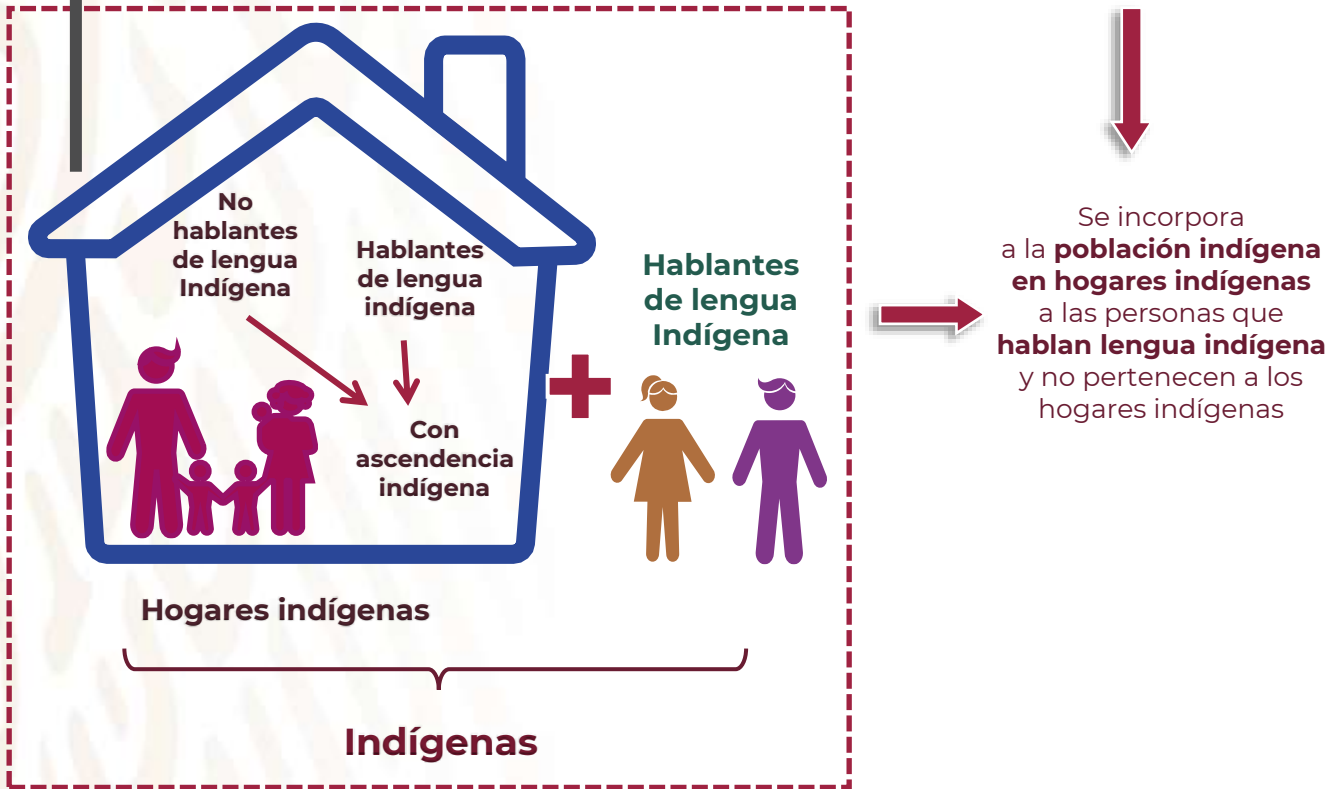 No
hablantes
de lengua
Indígena
Hablantes
de lengua
indígena
Con
ascendencia
indígena
Hablantes
de lengua
Indígena
Hogares indígenas
Indígenas
Se incorpora
a la población indígena
en hogares indígenas
a las personas que
hablan lengua indígena
y no pertenecen a los
hogares indígenas